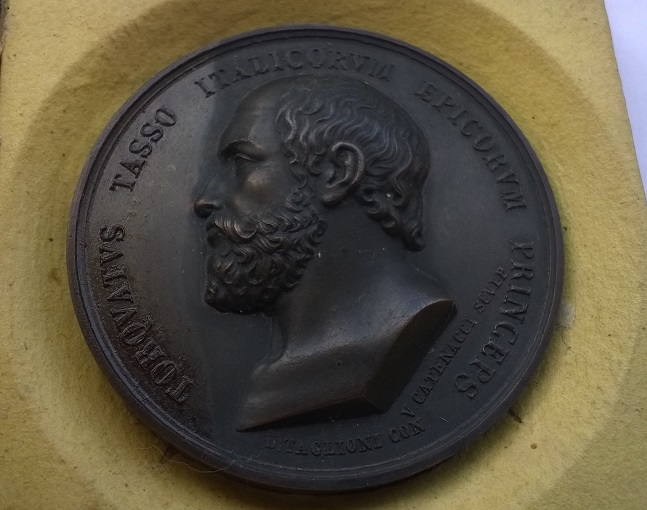 TORQVATVS TASSO ITALICORVM EPICORVM PRINCEPS
D. TAGLIONI CON
V CATENACCI SCULP